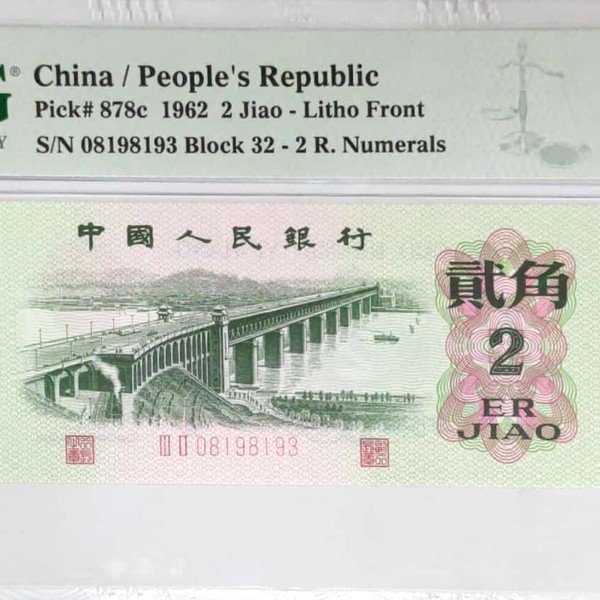 G®
China / People's Republic
Pick# 878c 1962 2 Jiao - Litho Front
Y
S/N 08198193 Block 32 - 2 R. Numerals
中國人民銀行
貳角
2
ER
JIAO
III II 08198193